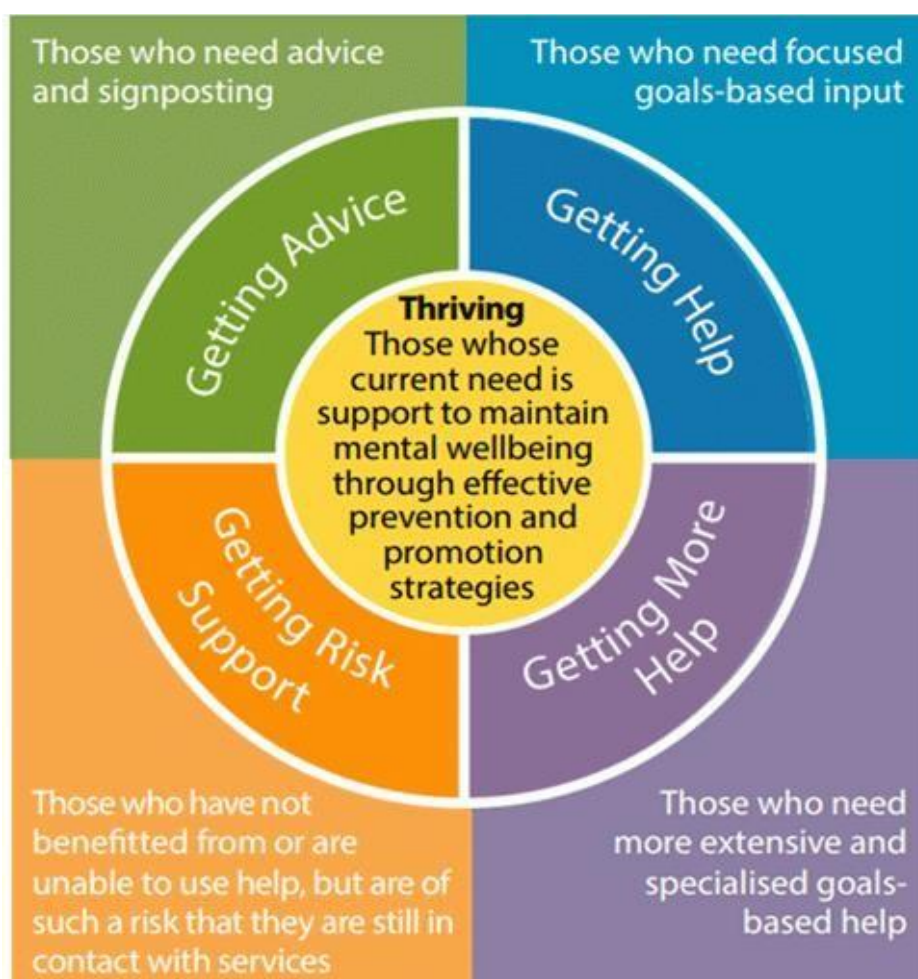 Those who need advice
and signposting
Those who need focused
goals-based input
Getting Advice
Getting Help
Thriving
Those whose
current need is
support to maintain
mental wellbeing
through effective
prevention and
promotion
strategies
Getting Risk
Support
Getting More
Help
Those who have not
benefitted from or are
unable to use help, but are of
such a risk that they are still in
contact with services
Those who need
more extensive and
specialised goals-
based help